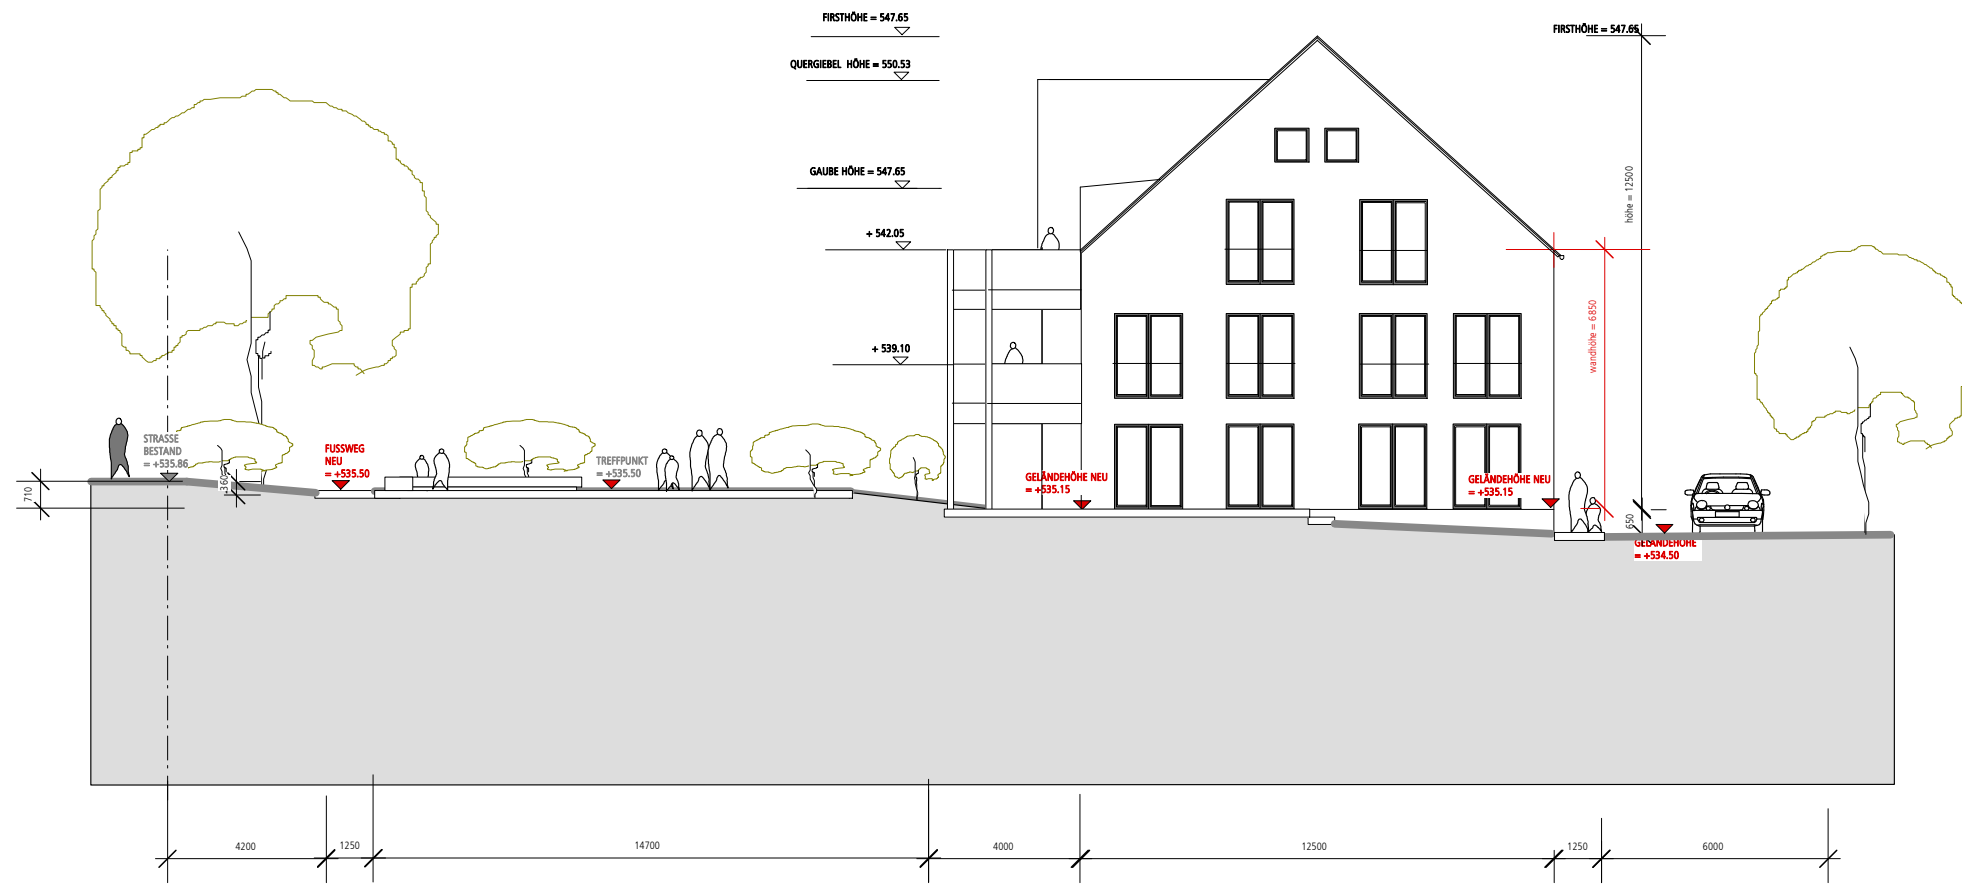 FIRSTHÖHE = 547.65
FIRSTHÖHE = 547.65
QUERGIEBEL HÖHE = 550.53
GAUBE HÖHE = 547.65
höhe = 12500
+ 542.05
wandhöhe = 6850
+ 539.10
STRASSE
BESTAND
= +535.86
FUSSWEG
NEU
= +535.50
TREFFPUNKT
= +535.50
GELÄNDEHÖHE NEU
= +535.15
GELÄNDEHÖHE NEU
= +535.15
710
360
650
GELÄNDEHÖHE
= +534.50
4200
1250
14700
4000
12500
1250
6000